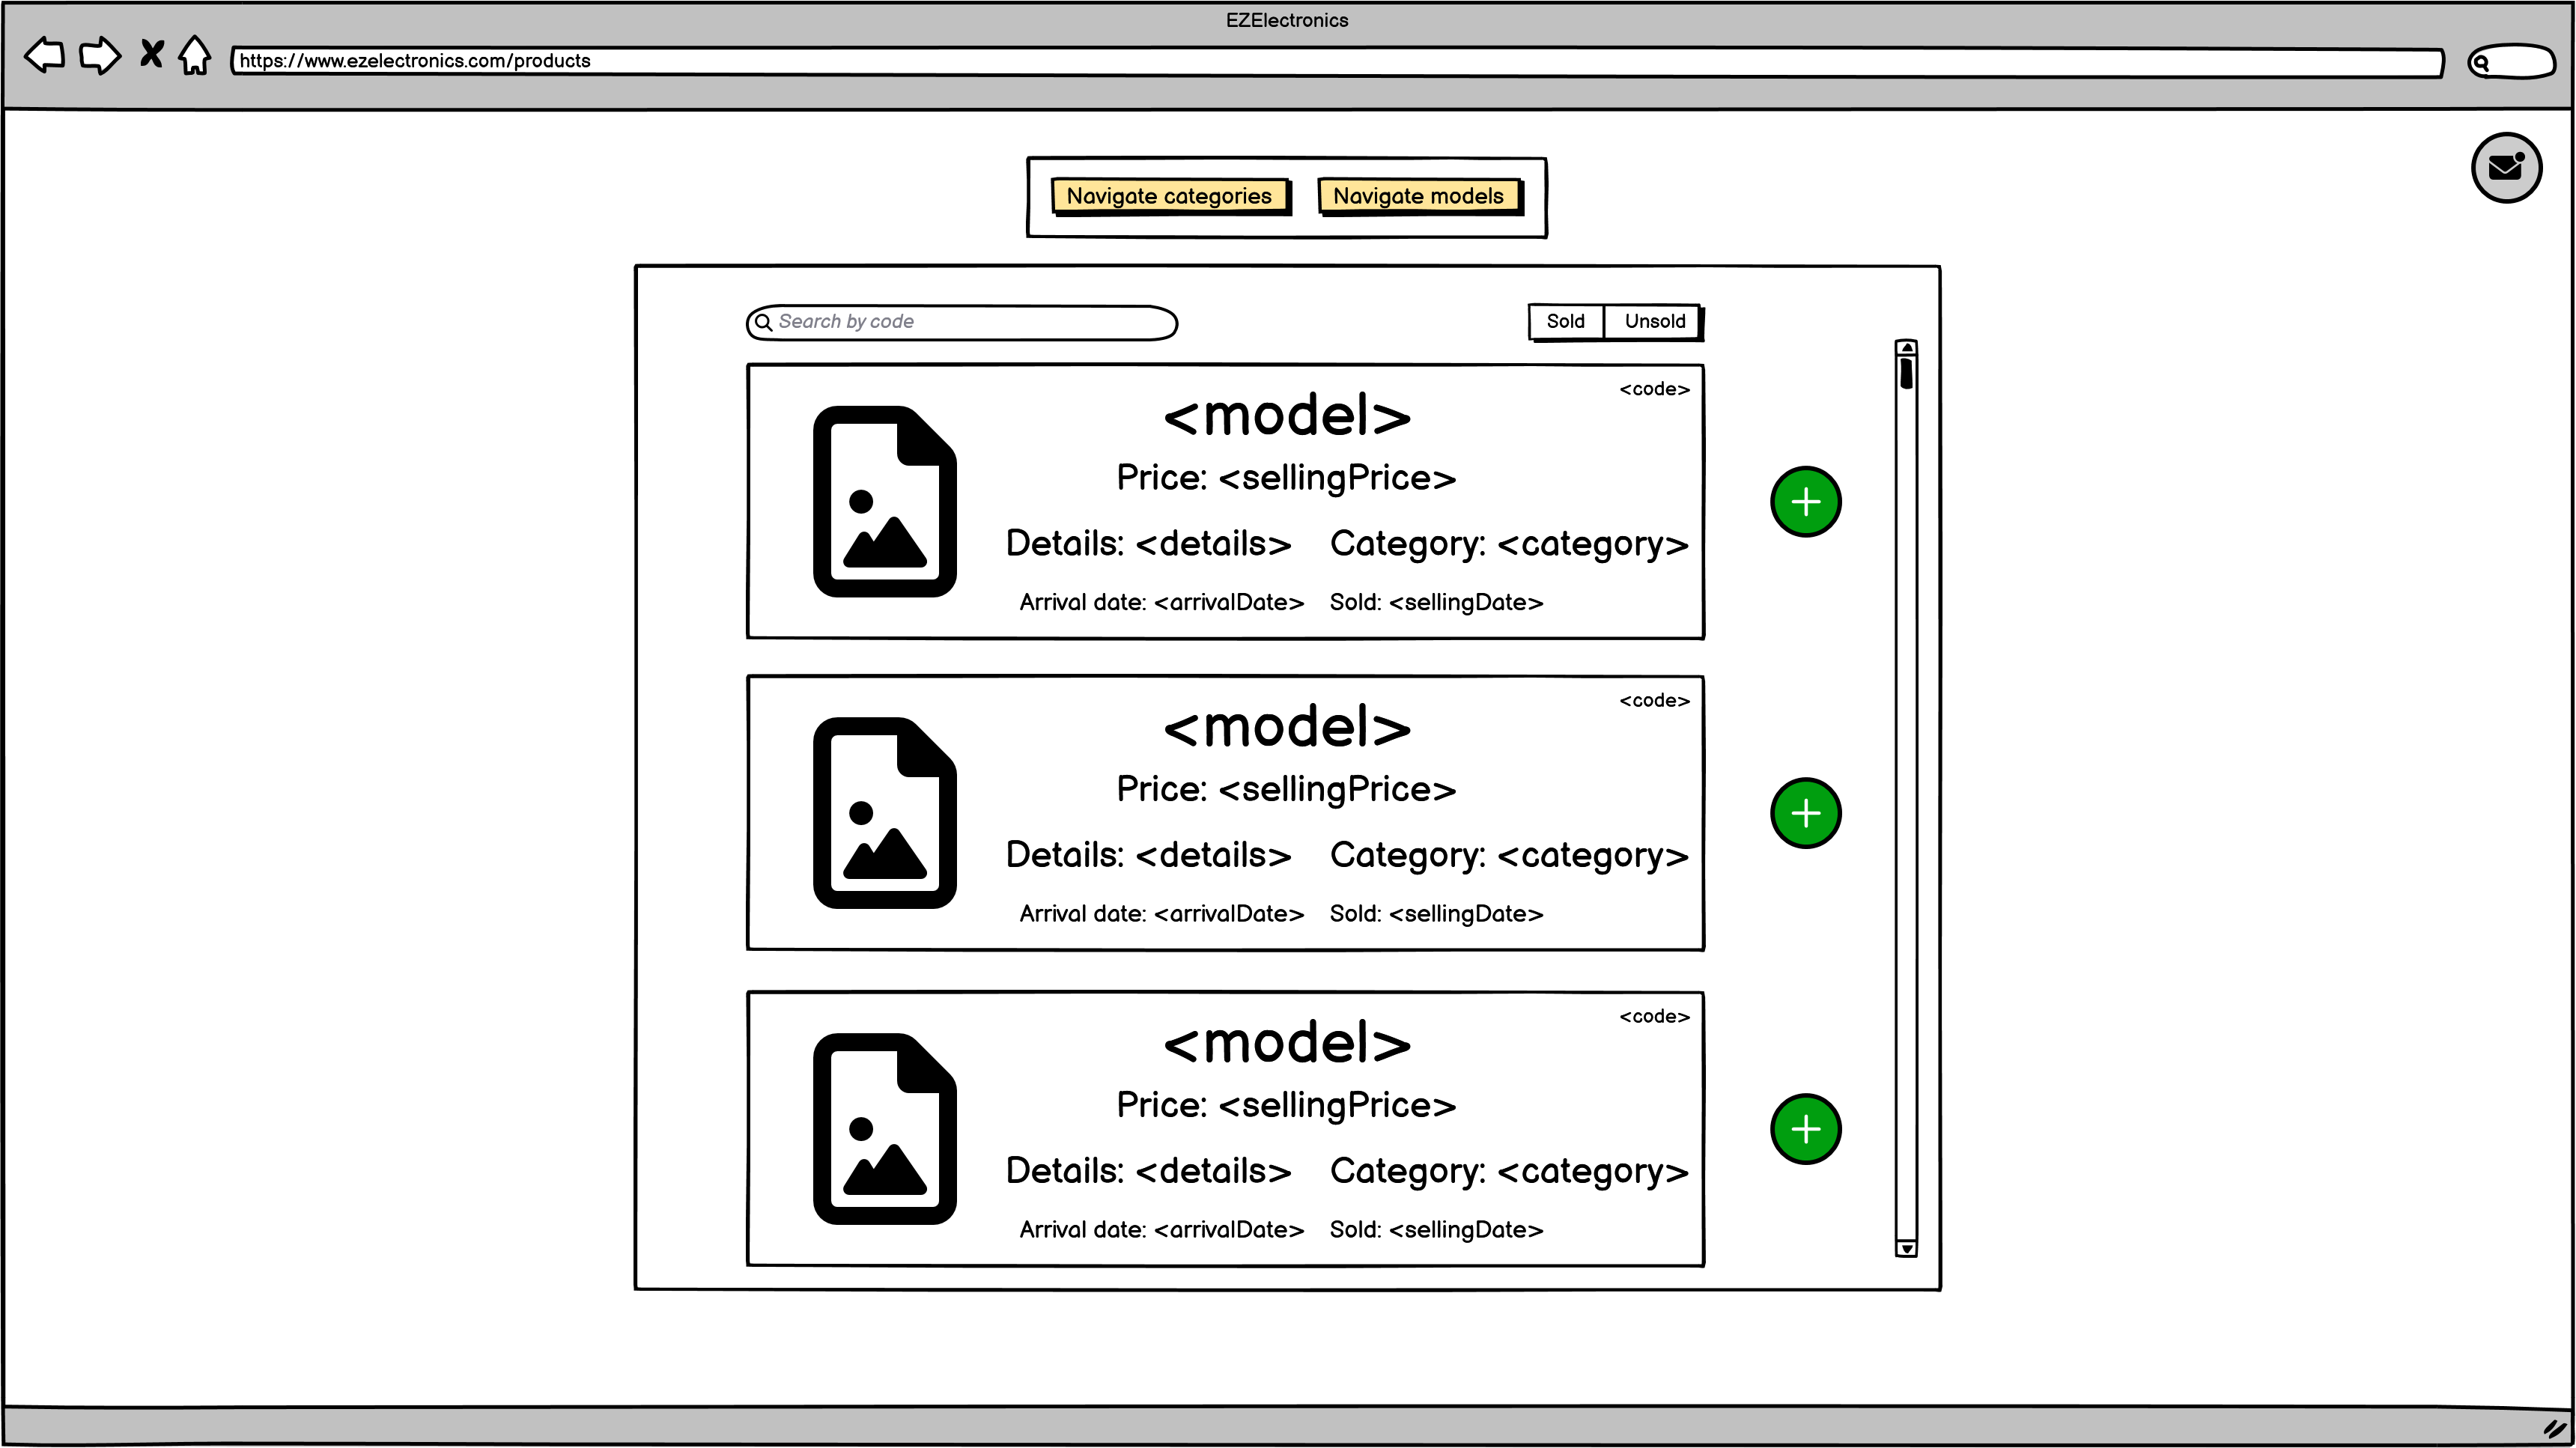 EZElectronics
https://www.ezelectronics.com/products
Navigate categories
Navigate models
Search by code
Sold
Unsold
<code>
<model>
Price: <sellingPrice>
Details: <details>
Category: <category>
Arrival date: <arrivalDate>
Sold: <sellingDate>
<code>
<model>
Price: <sellingPrice>
Details: <details>
Category: <category>
Arrival date: <arrivalDate>
Sold: <sellingDate>
<code>
<model>
Price: <sellingPrice>
Details: <details>
Category: <category>
Arrival date: <arrivalDate>
Sold: <sellingDate>